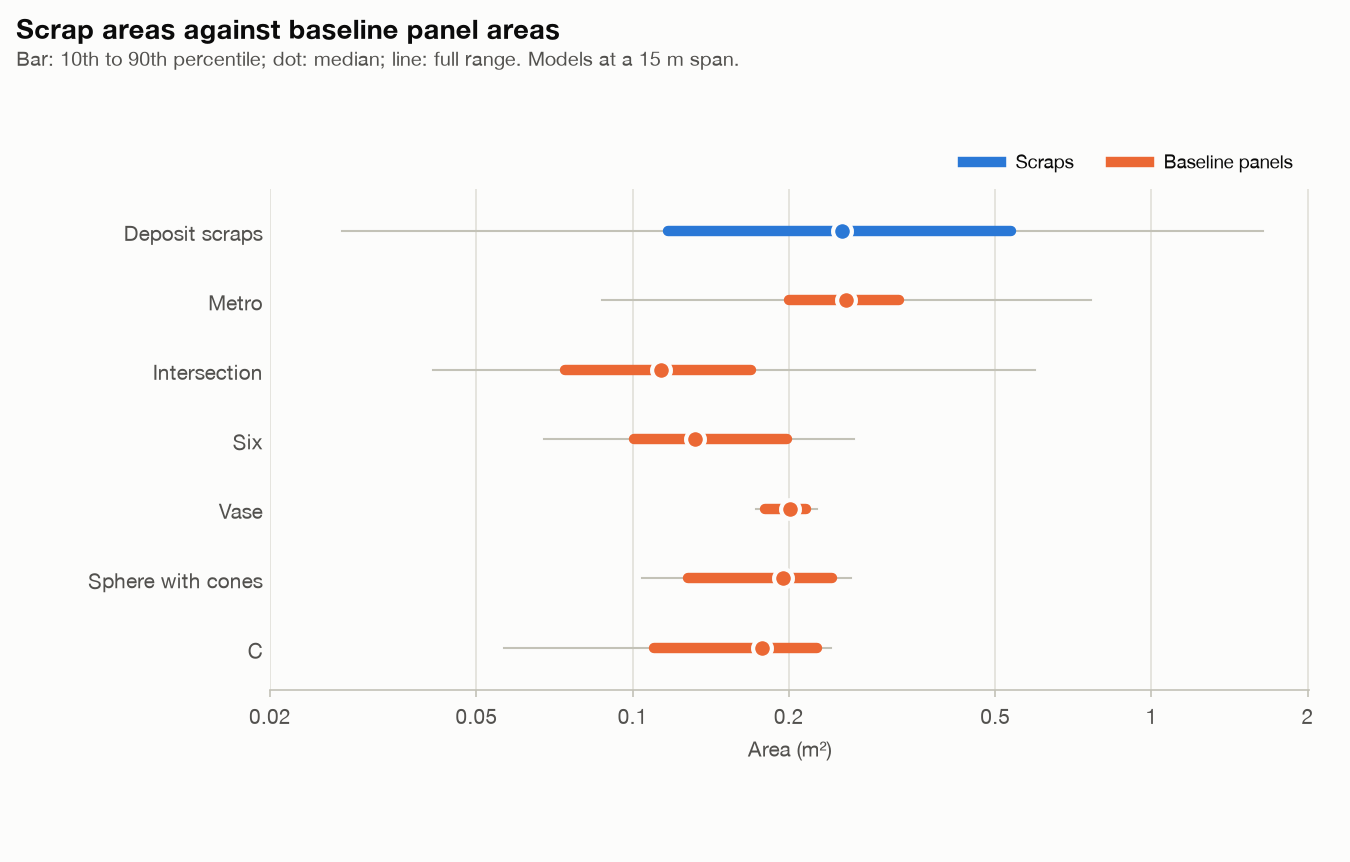 Scrap areas against baseline panel areas
Bar: 10th to 90th percentile; dot: median; line: full range. Models at a 15 m span.
Scraps
Baseline panels
Deposit scraps
Metro
Intersection
Six
Vase
Sphere with cones
C
0.02 0.05 0.1 0.2 0.5 1 2
Area (m²)